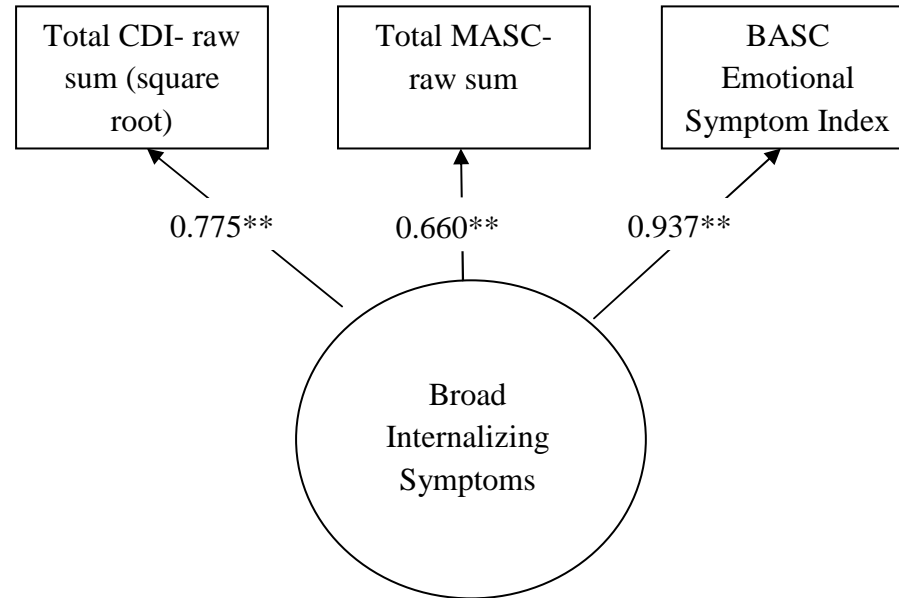 Total CDI- raw
sum (square
root)
Total MASC-
raw sum
BASC
Emotional
Symptom Index
0.775**
0.660**
0.937**
Broad
Internalizing
Symptoms